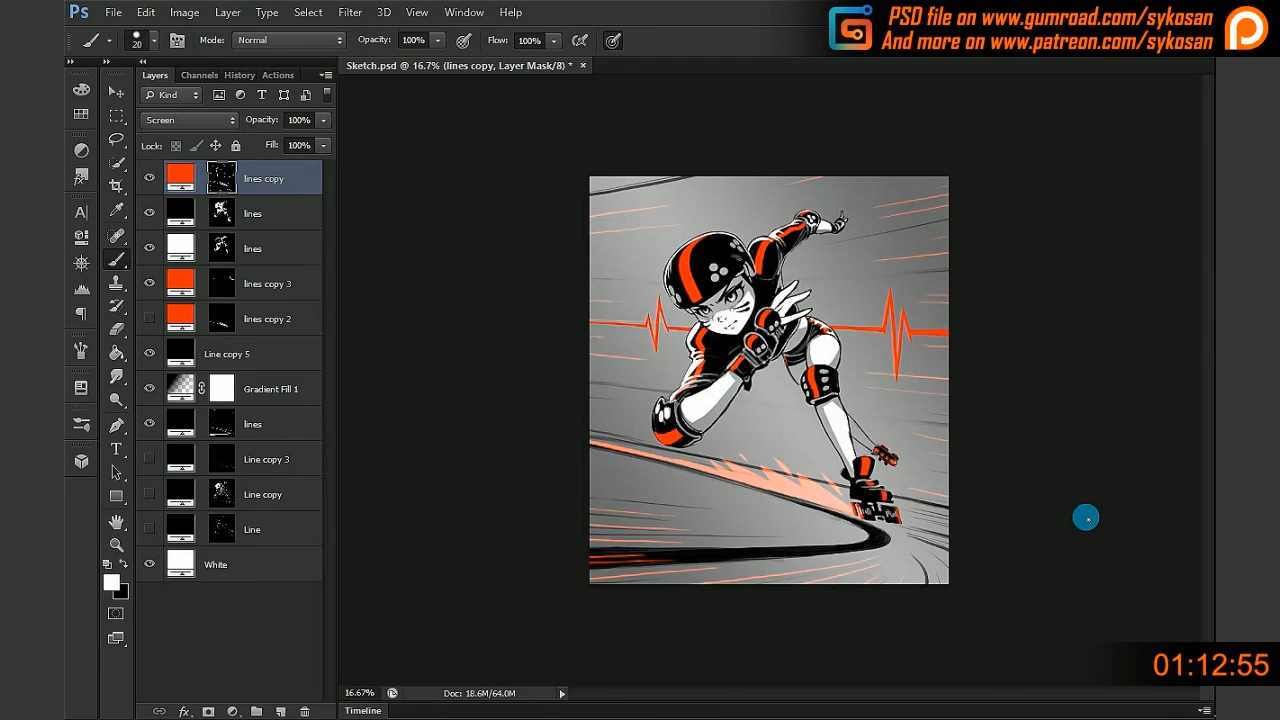 Ps File Edit Image Layer Type Select Filter 3D View Window Help
PSD file on www.gumroad.com/sykosan
And more on www.patreon.com/sykosan
20 Mode: Normal Opacity: 100% Flow: 100%
Layers Channels History Actions
Sketch.psd @ 16.7% (lines copy, Layer Mask/8) * ×
Kind
Screen Opacity: 100%
Lock: Fill: 100%
lines copy
lines
lines
lines copy 3
lines copy 2
Line copy 5
Gradient Fill 1
lines
Line copy 3
Line copy
Line
White
01:12:55
16.67% Doc: 18.6M/64.0M
fx
Timeline